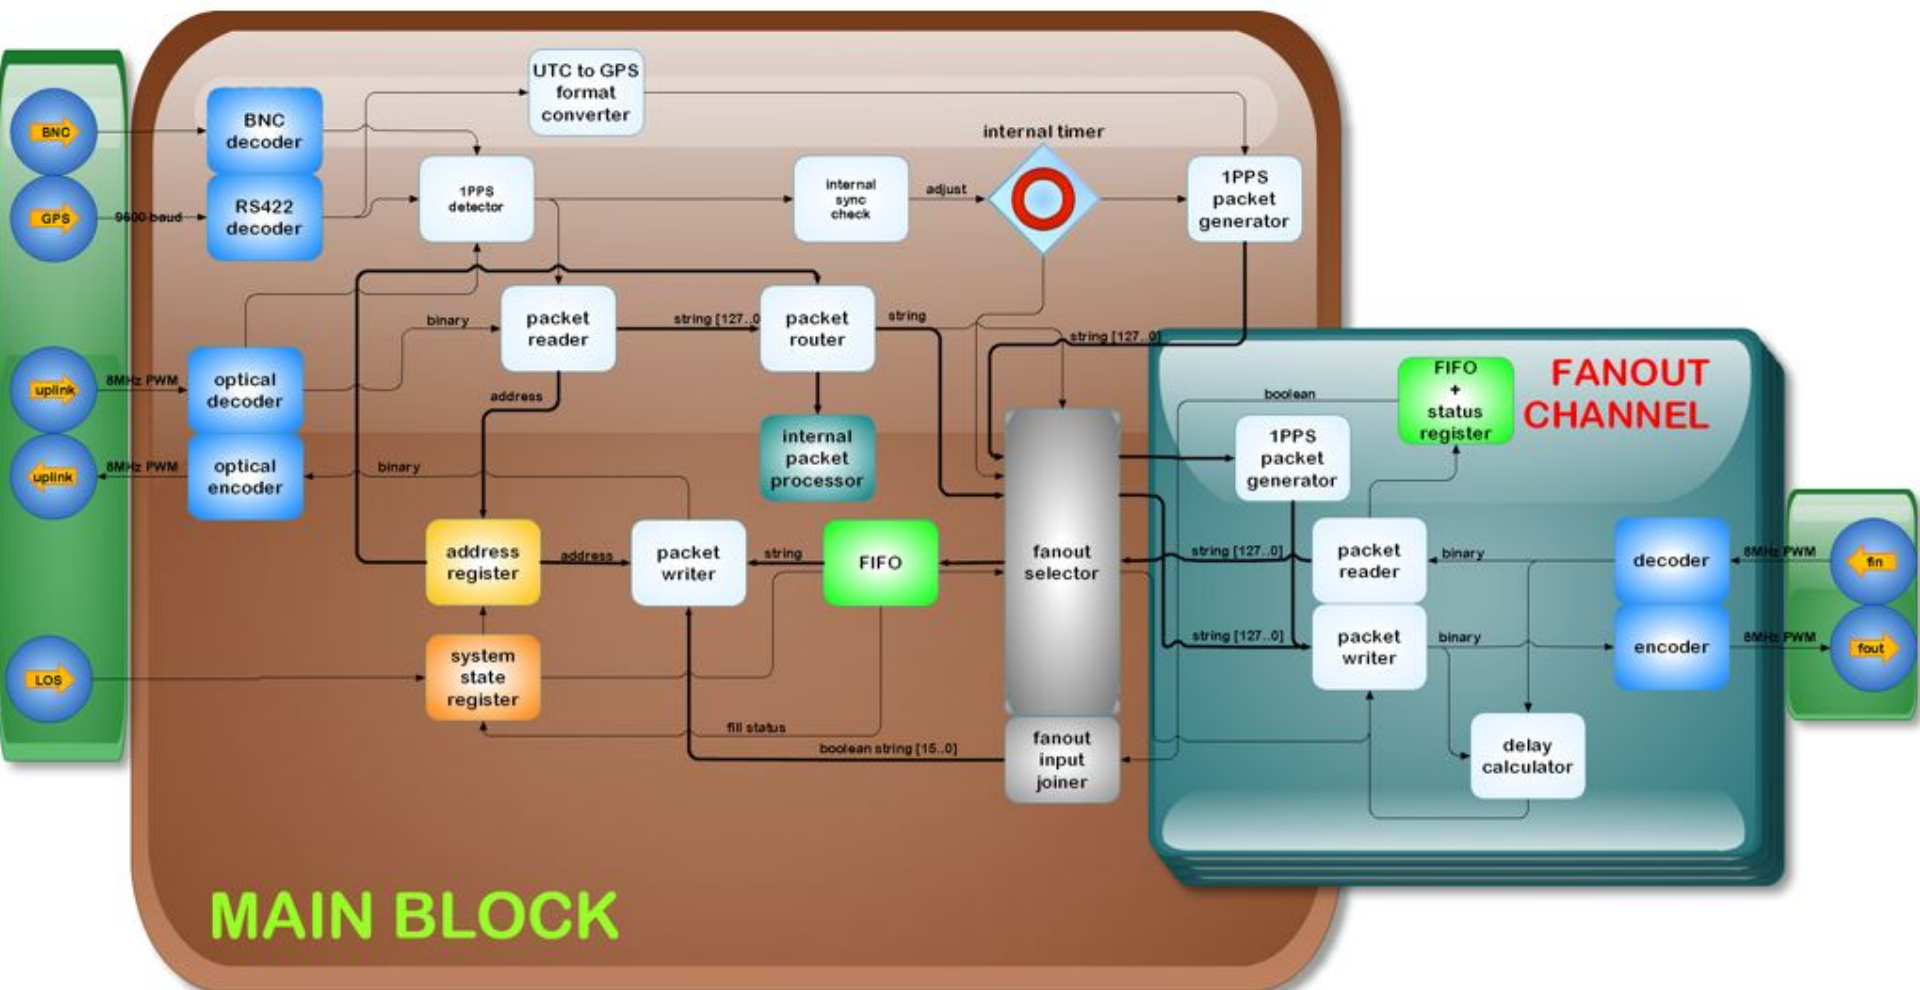 UTC to GPS
format
converter
BNC
BNC
decoder
internal timer
1PPS
detector
internal
sync
check
adjust
1PPS
packet
generator
GPS
9600 baud
RS422
decoder
binary
packet
reader
string [127..0
packet
router
string
string [127..0]
uplink
8MHz PWM
optical
decoder
address
internal
packet
processor
boolean
FIFO
+
status
register
FANOUT
CHANNEL
1PPS
packet
generator
uplink
8MHz PWM
optical
encoder
binary
address
register
address
packet
writer
string
FIFO
fanout
selector
string [127..0]
packet
reader
binary
decoder
8MHz PWM
fin
string [127..0]
packet
writer
binary
encoder
8MHz PWM
fout
LOS
system
state
register
fill status
boolean string [15..0]
fanout
input
joiner
delay
calculator
MAIN BLOCK